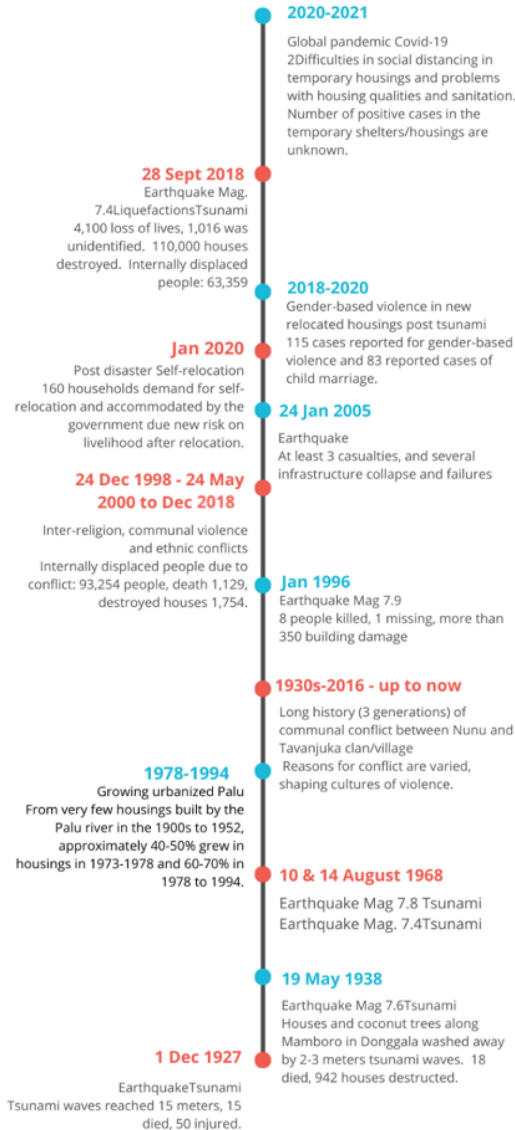 2020-2021
Global pandemic Covid-19
2Difficulties in social distancing in
temporary housings and problems
with housing qualities and sanitation.
Number of positive cases in the
temporary shelters/housings are
unknown.
28 Sept 2018
Earthquake Mag.
7.4LiquefactionsTsunami
4,100 loss of lives, 1,016 was
unidentified. 110,000 houses
destroyed. Internally displaced
people: 63,359
2018-2020
Gender-based violence in new
relocated housings post tsunami
115 cases reported for gender-based
violence and 83 reported cases of
child marriage.
Jan 2020
Post disaster Self-relocation
160 households demand for self-
relocation and accommodated by the
government due new risk on
livelihood after relocation.
24 Jan 2005
Earthquake
At least 3 casualties, and several
infrastructure collapse and failures
24 Dec 1998 - 24 May
2000 to Dec 2018
Inter-religion, communal violence
and ethnic conflicts
Internally displaced people due to
conflict: 93,254 people, death 1,129,
destroyed houses 1,754.
Jan 1996
Earthquake Mag 7.9
8 people killed, 1 missing, more than
350 building damage
1930s-2016 - up to now
Long history (3 generations) of
communal conflict between Nunu and
Tavanjuka clan/village
Reasons for conflict are varied,
shaping cultures of violence.
1978-1994
Growing urbanized Palu
From very few housings built by the
Palu river in the 1900s to 1952,
approximately 40-50% grew in
housings in 1973-1978 and 60-70% in
1978 to 1994.
10 & 14 August 1968
Earthquake Mag 7.8 Tsunami
Earthquake Mag. 7.4Tsunami
19 May 1938
Earthquake Mag 7.6Tsunami
Houses and coconut trees along
Mamboro in Donggala washed away
by 2-3 meters tsunami waves. 18
died, 942 houses destructed.
1 Dec 1927
EarthquakeTsunami
Tsunami waves reached 15 meters, 15
died, 50 injured.